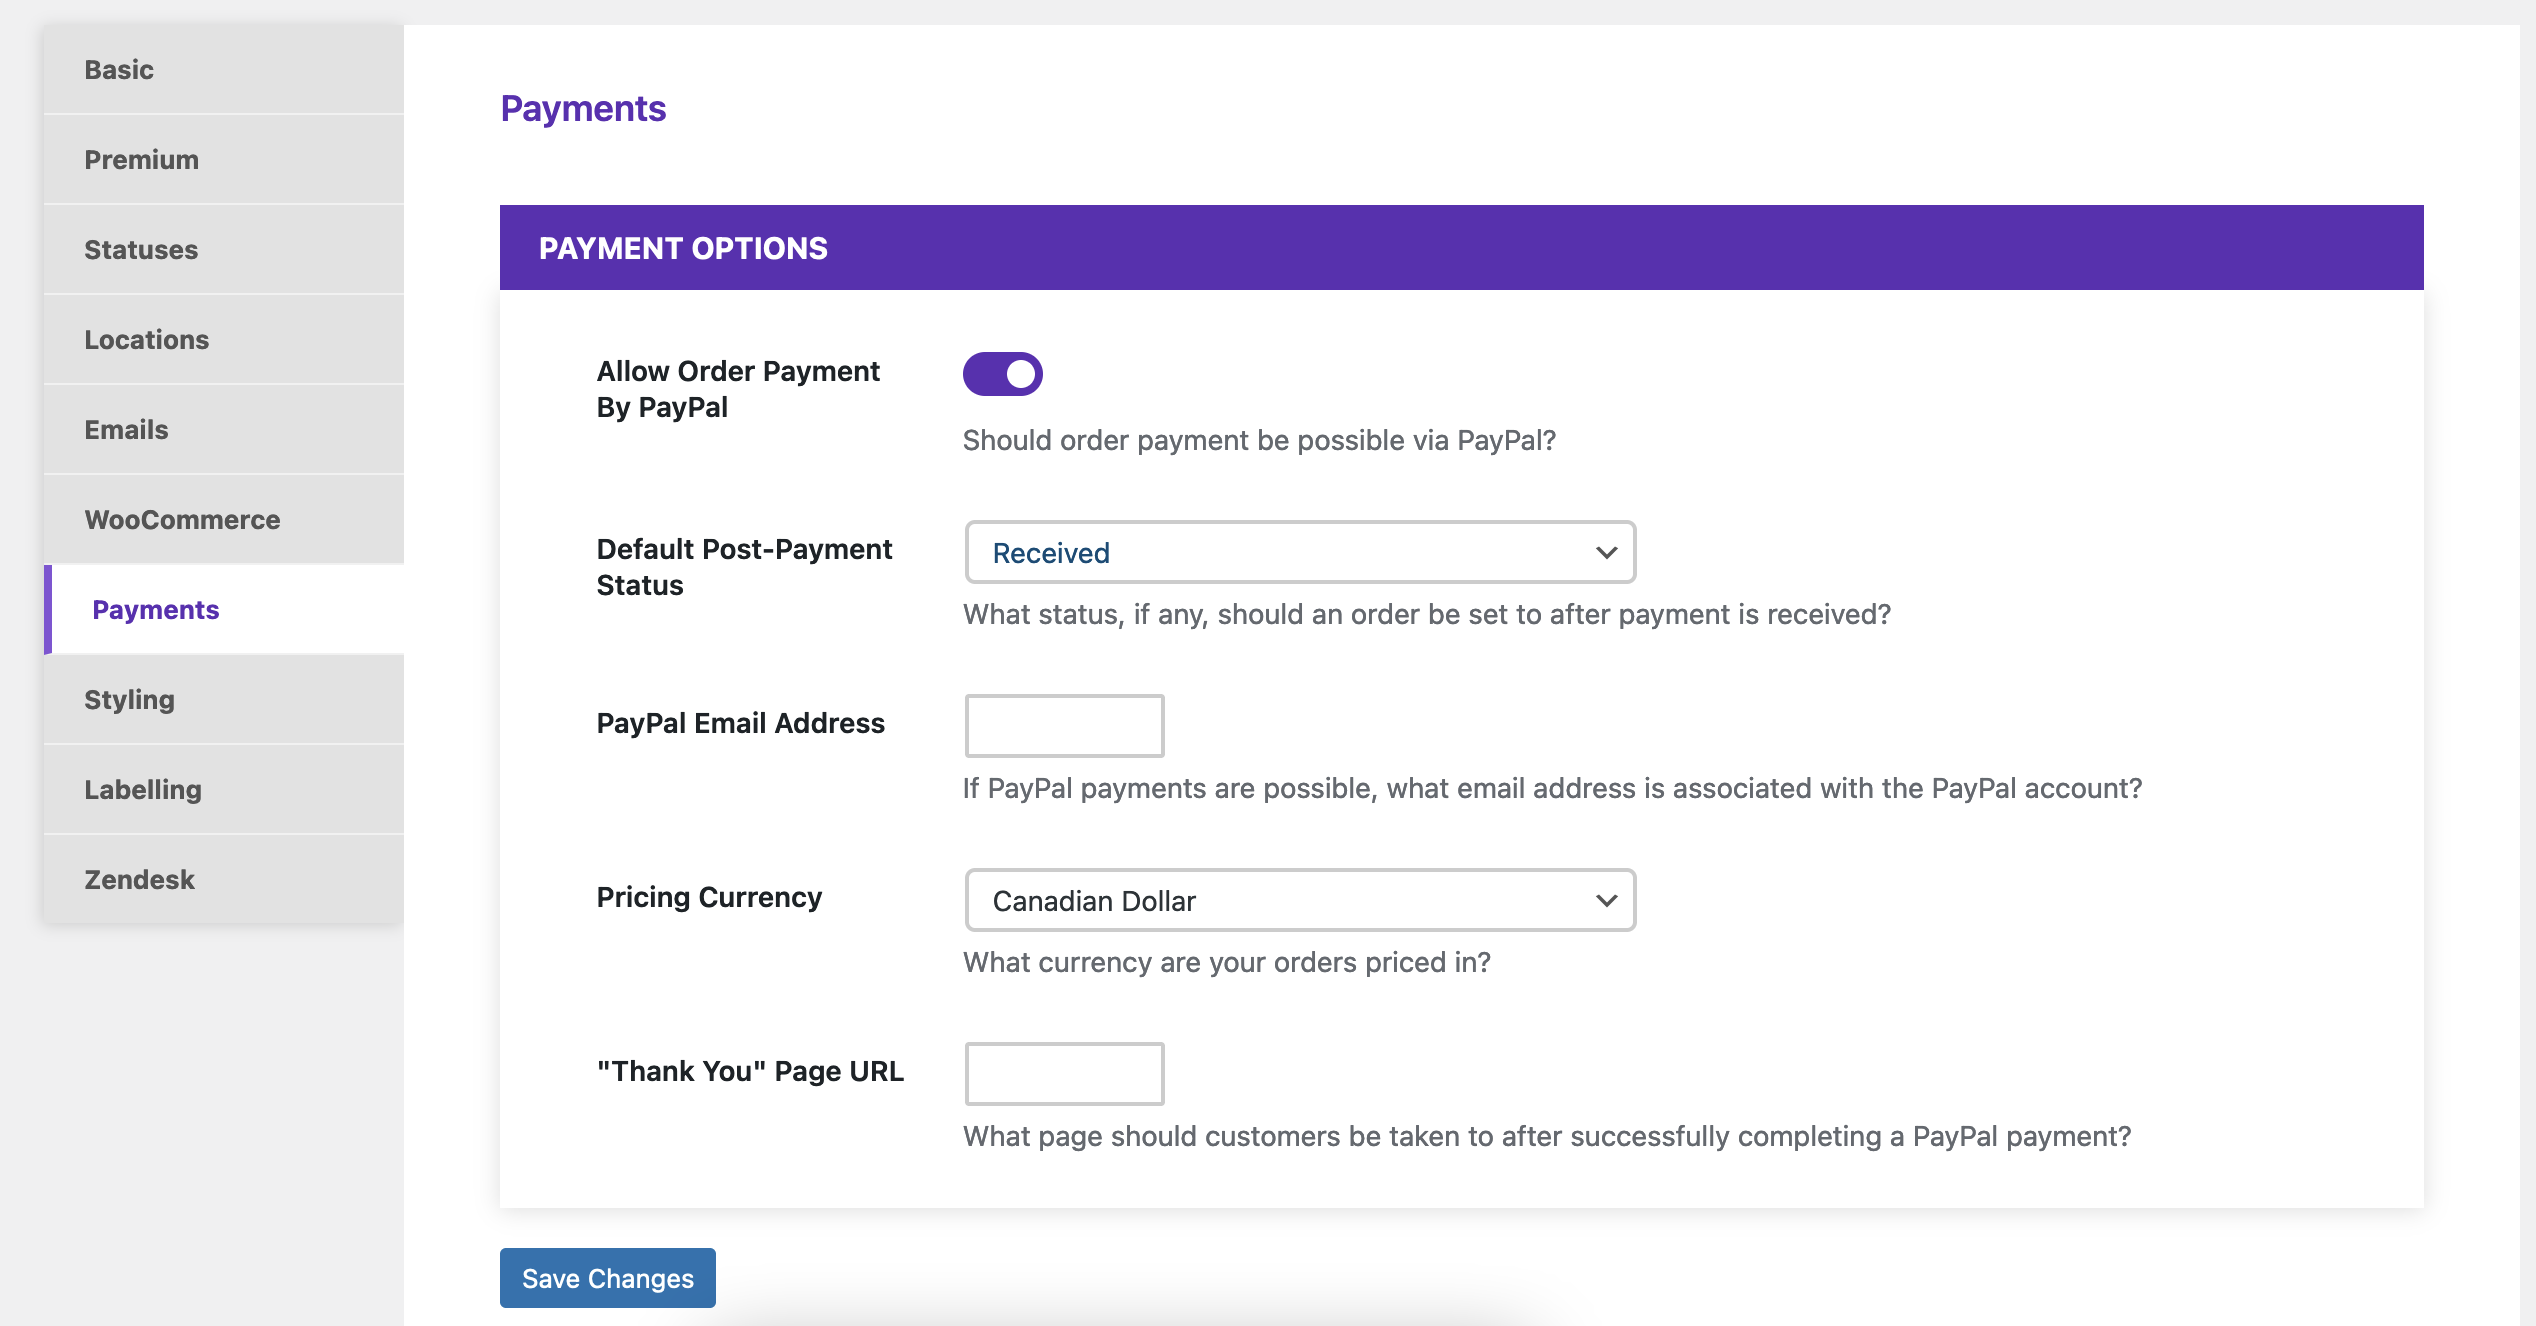 Basic
Premium
Statuses
Locations
Emails
WooCommerce
Payments
Styling
Labelling
Zendesk
Payments
PAYMENT OPTIONS
Allow Order Payment
By PayPal
Should order payment be possible via PayPal?
Default Post-Payment
Status
Received
What status, if any, should an order be set to after payment is received?
PayPal Email Address
If PayPal payments are possible, what email address is associated with the PayPal account?
Pricing Currency
Canadian Dollar
What currency are your orders priced in?
"Thank You" Page URL
What page should customers be taken to after successfully completing a PayPal payment?
Save Changes